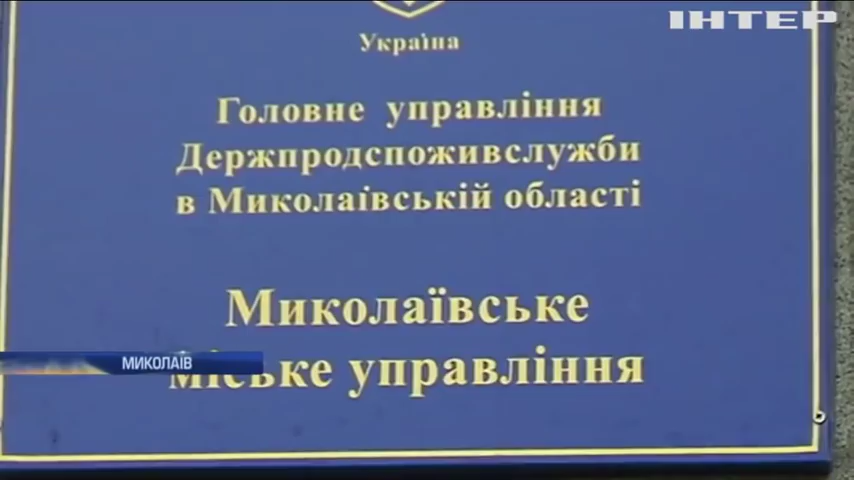 ІНТЕР
Україна
Головне управління
Держпродспоживслужби
в Миколаївській області
Миколаївське
міське управління
МИКОЛАЇВ